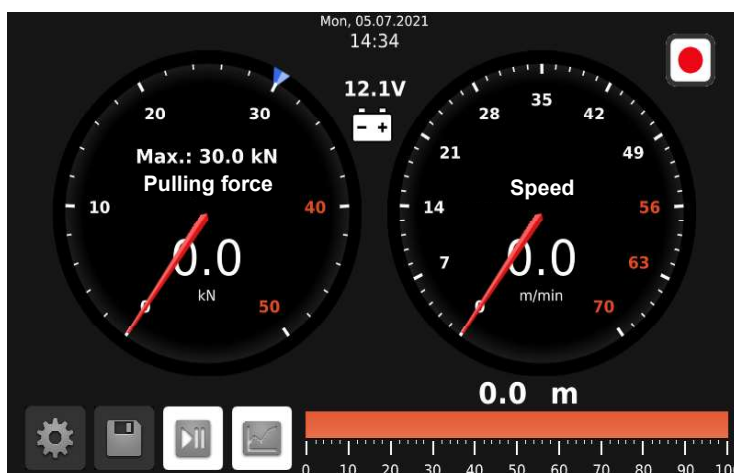 Mon, 05.07.2021
14:34
12.1V
- +
20 30
Max.: 30.0 kN
Pulling force
10 40
0.0
kN
0 50
35
28 42
21 49
Speed
14 56
0.0
7 63
m/min
0 70
0.0 m
0 10 20 30 40 50 60 70 80 90 100